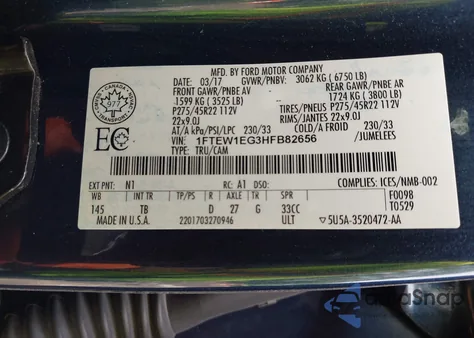 MFD. BY FORD MOTOR COMPANY
DATE: 03/17 GVWR/PNBV: 3062 KG (6750 LB)
FRONT GAWR/PNBE AV REAR GAWR/PNBE AR
1599 KG (3525 LB) 1724 KG (3800 LB)
P275/45R22 112V TIRES/PNEUS P275/45R22 112V
22x9.0J RIMS/JANTES 22x9.0J
AT/A kPa/PSI/LPC 230/33 COLD/A FROID 230/33
VIN: 1FTEW1EG3HFB82656 /JUMELEES
TYPE: TRU/CAM
CANADA
977
TRANSPORT
EC
EXT PNT: N1 RC: A1 DSO: COMPLIES: ICES/NMB-002
WB INT TR TP/PS R AXLE TR SPR F0098
145 TB D 27 G 33CC T0529
MADE IN U.S.A. 2201703270946 ULT 5U5A-3520472-AA
AutoSnap